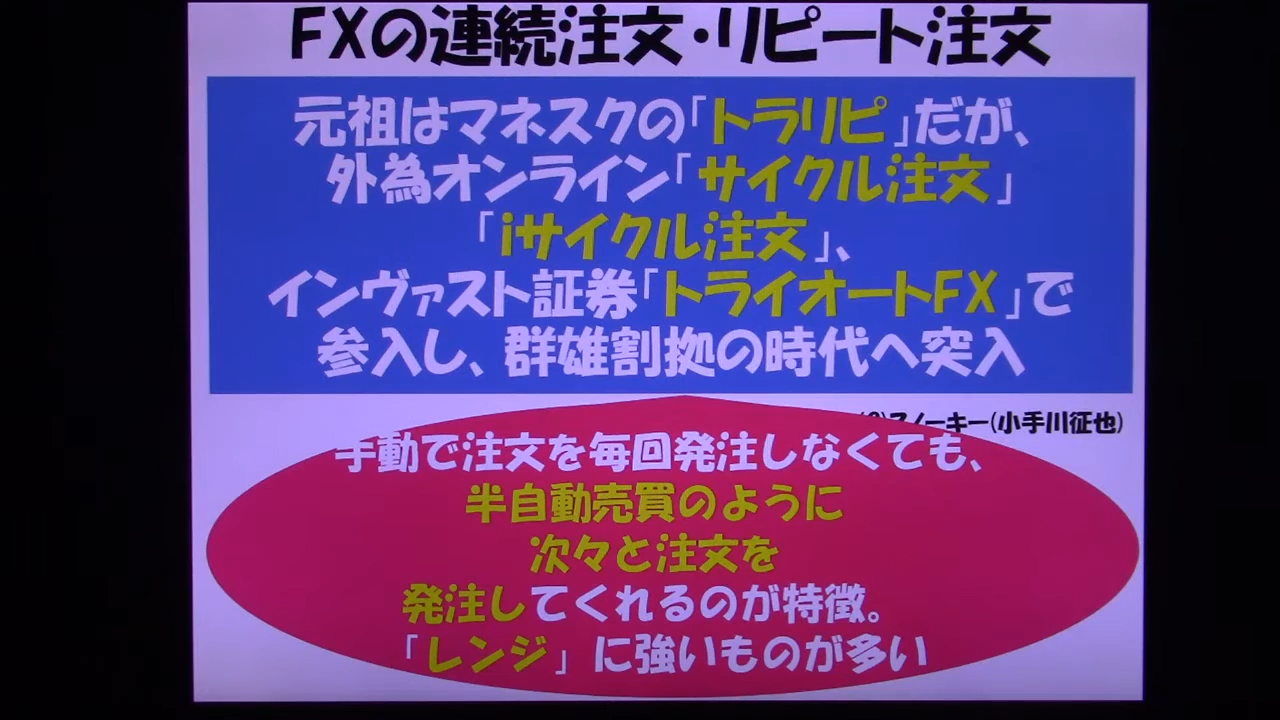 FXの連続注文・リピート注文
元祖はマネスクの「トラリピ」だが、
外為オンライン「サイクル注文」
「iサイクル注文」、
インヴァスト証券「トライオートFX」で
参入し、群雄割拠の時代へ突入
スノーキー(小手川征也)
手動で注文を毎回発注しなくても、
半自動売買のように
次々と注文を
発注してくれるのが特徴。
「レンジ」に強いものが多い